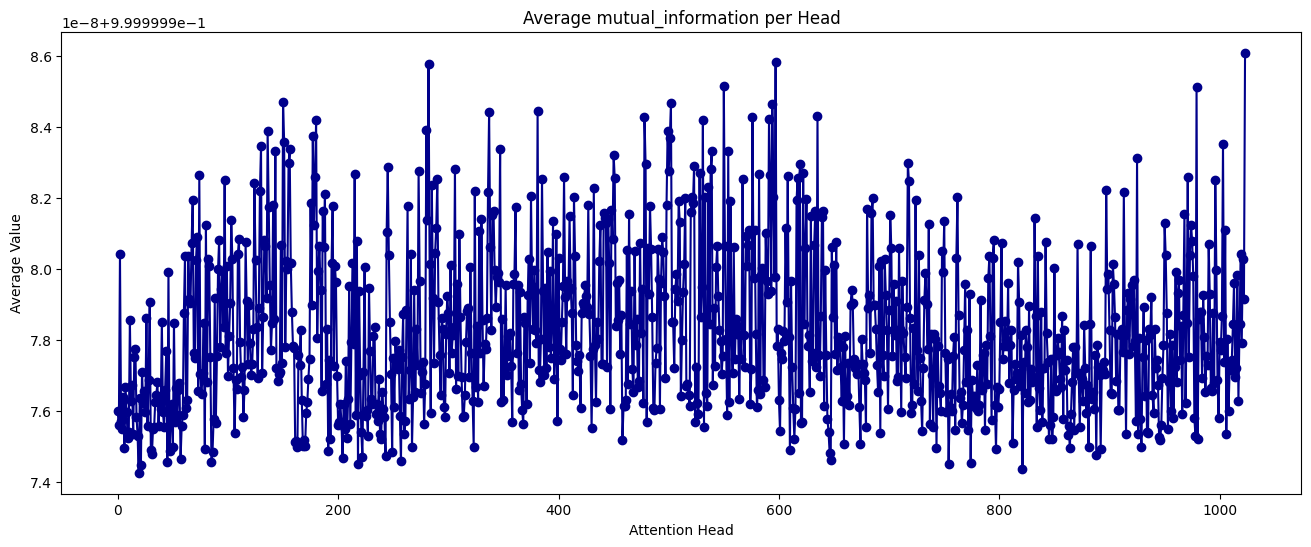 Average mutual_information per Head
1e−8+9.999999e−1
8.6
8.4
8.2
8.0
7.8
7.6
7.4
Average Value
0 200 400 600 800 1000
Attention Head